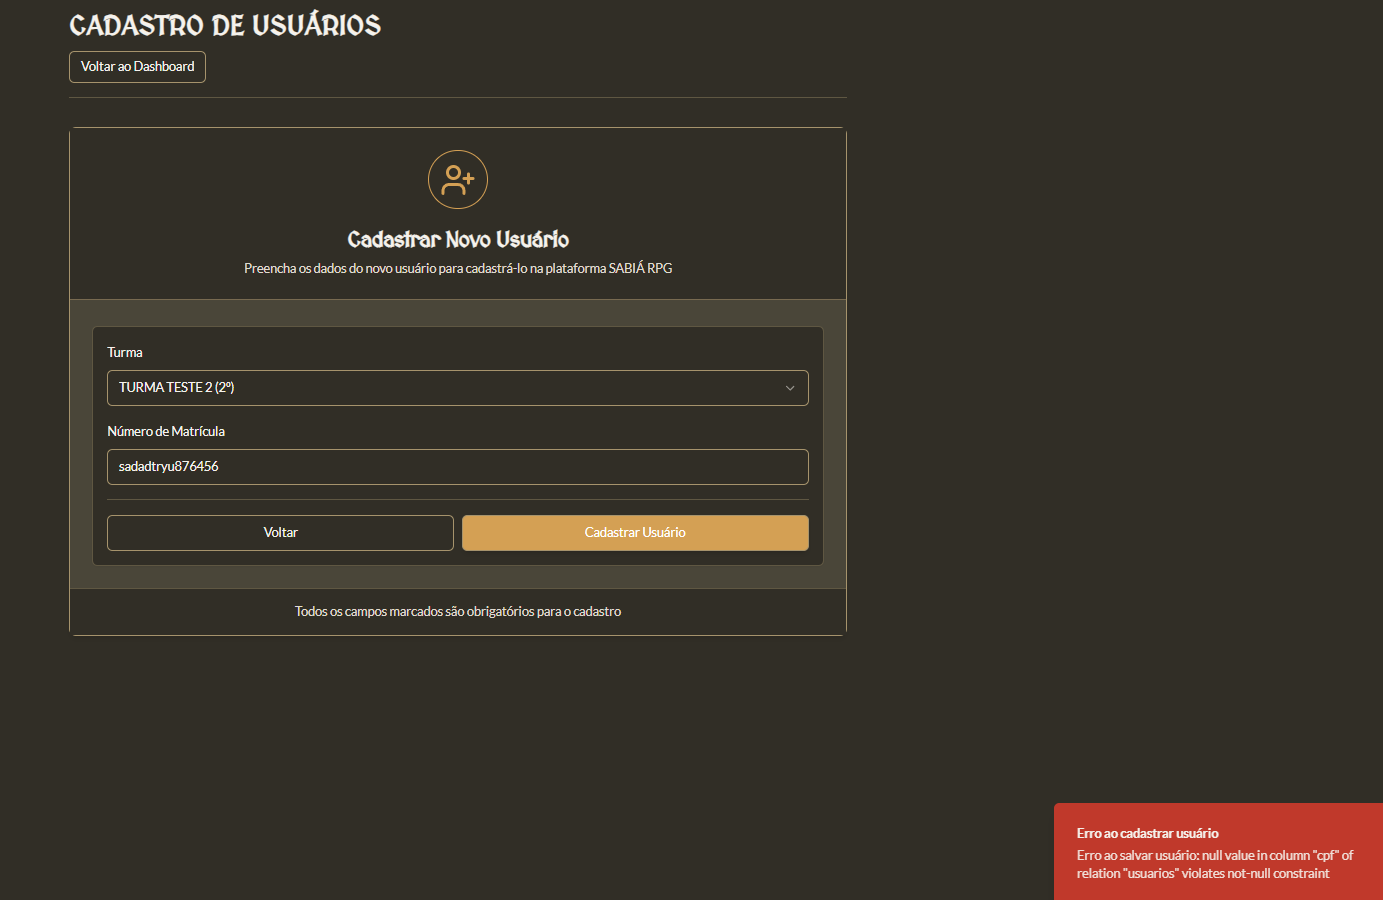 CADASTRO DE USUÁRIOS
Voltar ao Dashboard
Cadastrar Novo Usuário
Preencha os dados do novo usuário para cadastrá-lo na plataforma SABIÁ RPG
Turma
TURMA TESTE 2 (2º)
Número de Matrícula
sadadtryu876456
Voltar
Cadastrar Usuário
Todos os campos marcados são obrigatórios para o cadastro
Erro ao cadastrar usuário
Erro ao salvar usuário: null value in column "cpf" of
relation "usuarios" violates not-null constraint